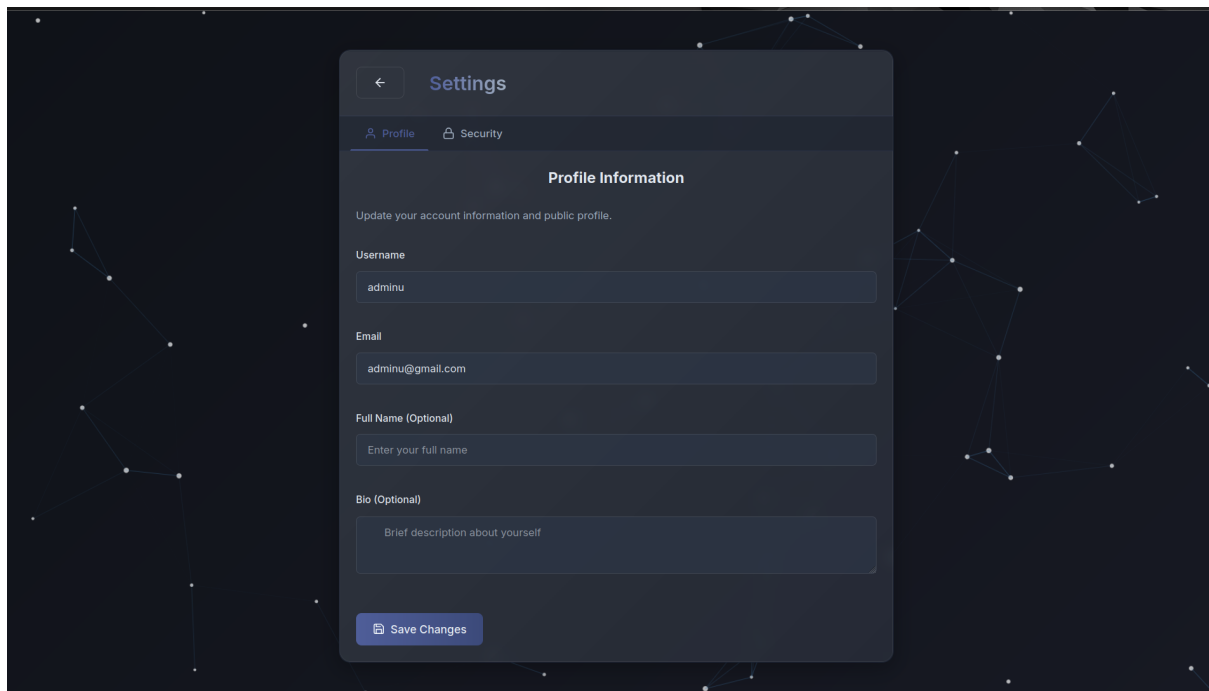 Settings
Profile
Security
Profile Information
Update your account information and public profile.
Username
adminu
Email
adminu@gmail.com
Full Name (Optional)
Enter your full name
Bio (Optional)
Brief description about yourself
Save Changes